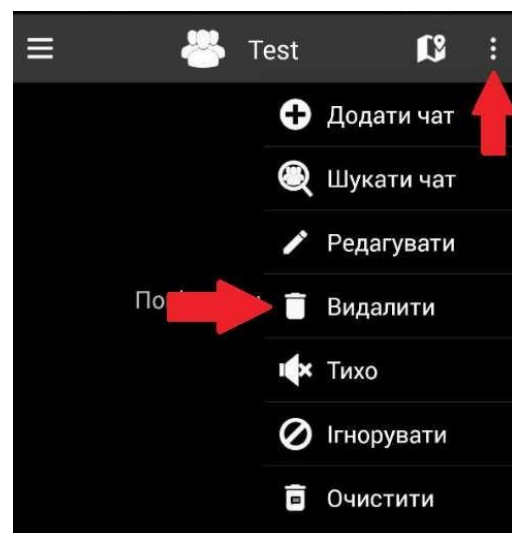 Test
Додати чат
Шукати чат
Редагувати
Видалити
Тихо
Ігнорувати
Очистити